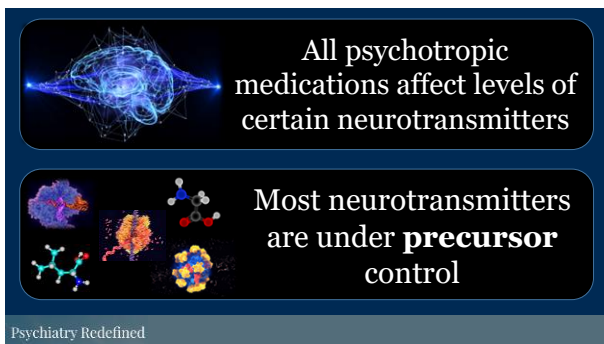 All psychotropic
medications affect levels of
certain neurotransmitters
Most neurotransmitters
are under precursor
control
Psychiatry Redefined